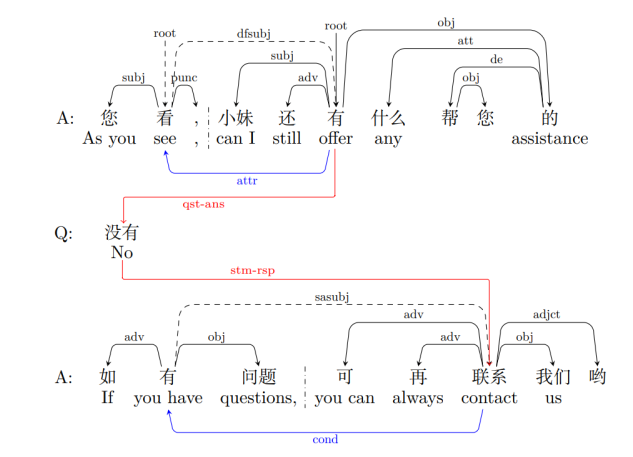 root
dfsubj
root
obj
att
subj
de
subj
punc
adv
obj
A: 您 看 , 小妹 还 有 什么 帮 您 的
As you see , can I still offer any assistance
attr
qst-ans
Q: 没有
No
stm-rsp
sasubj
adv
adjct
adv
obj
adv
obj
A: 如 有 问题 可 再 联系 我们 哟
If you have questions, you can always contact us
cond